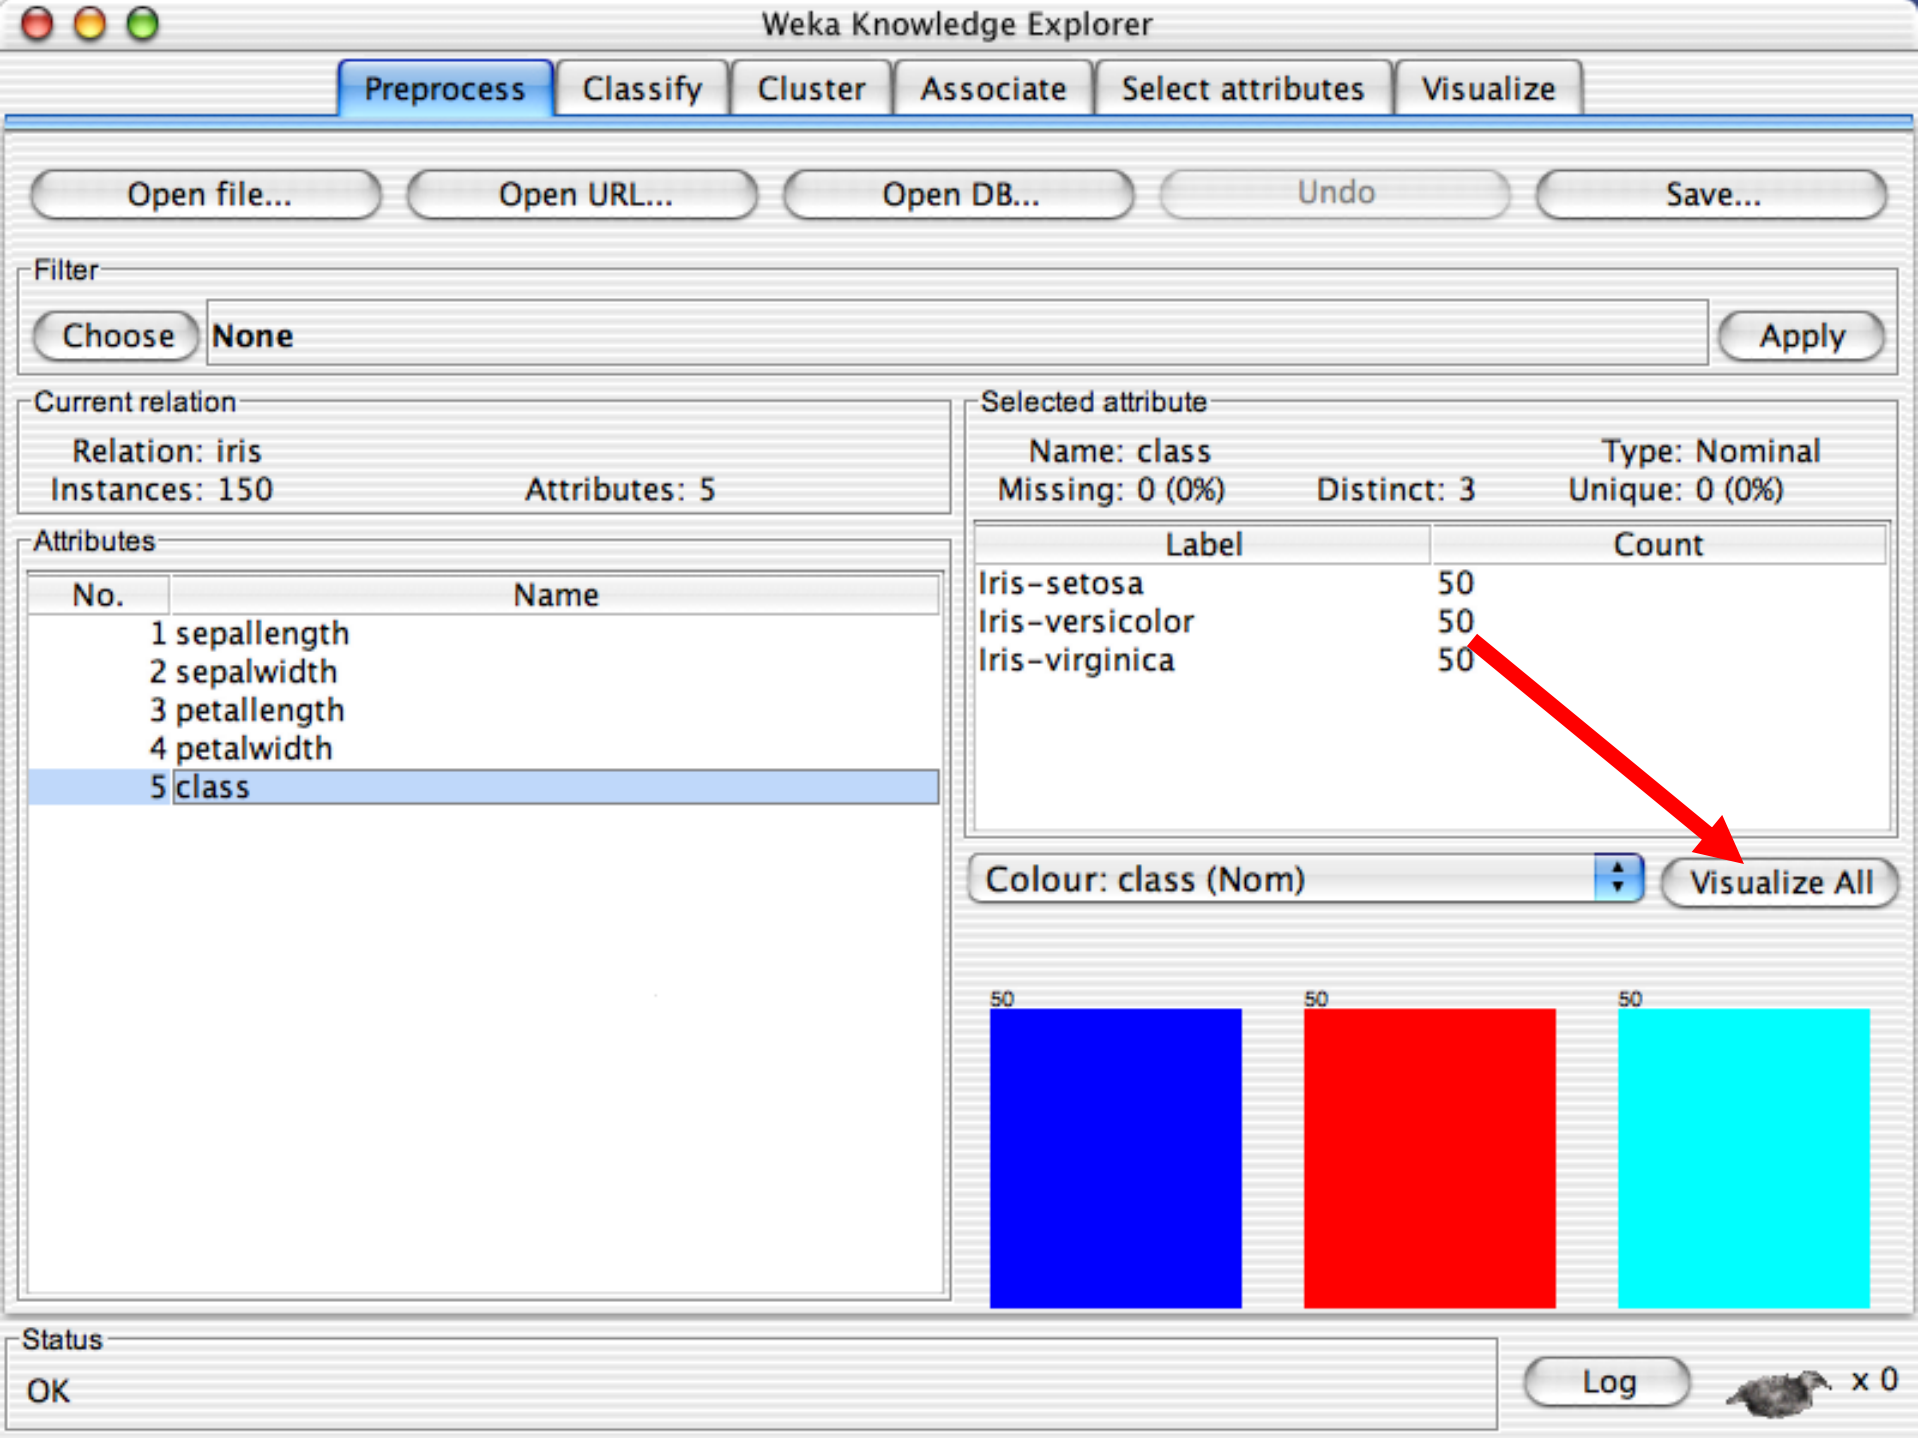 Weka Knowledge Explorer
Preprocess Classify Cluster Associate Select attributes Visualize
Open file... Open URL... Open DB... Undo Save...
Filter
Choose None Apply
Current relation
Relation: iris
Instances: 150 Attributes: 5
Attributes
No. Name
1 sepallength
2 sepalwidth
3 petallength
4 petalwidth
5 class
Selected attribute
Name: class Type: Nominal
Missing: 0 (0%) Distinct: 3 Unique: 0 (0%)
Label Count
Iris-setosa 50
Iris-versicolor 50
Iris-virginica 50
Colour: class (Nom) Visualize All
50 50 50
Status
OK
Log x 0